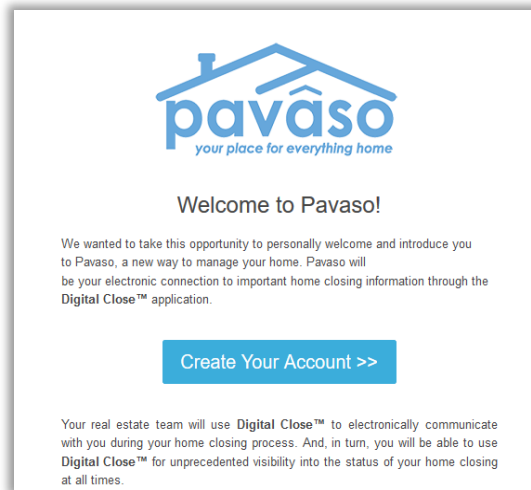 pavâso
your place for everything home
Welcome to Pavaso!
We wanted to take this opportunity to personally welcome and introduce you
to Pavaso, a new way to manage your home. Pavaso will
be your electronic connection to important home closing information through the
Digital Close™ application.
Create Your Account >>
Your real estate team will use Digital Close™ to electronically communicate
with you during your home closing process. And, in turn, you will be able to use
Digital Close™ for unprecedented visibility into the status of your home closing
at all times.